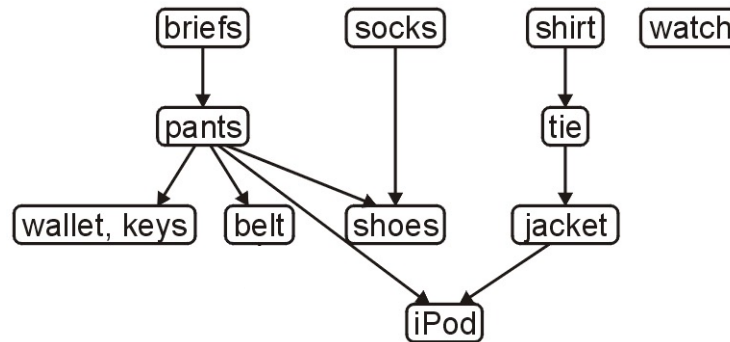 briefs
socks
shirt
watch
pants
tie
wallet, keys
belt
shoes
jacket
iPod